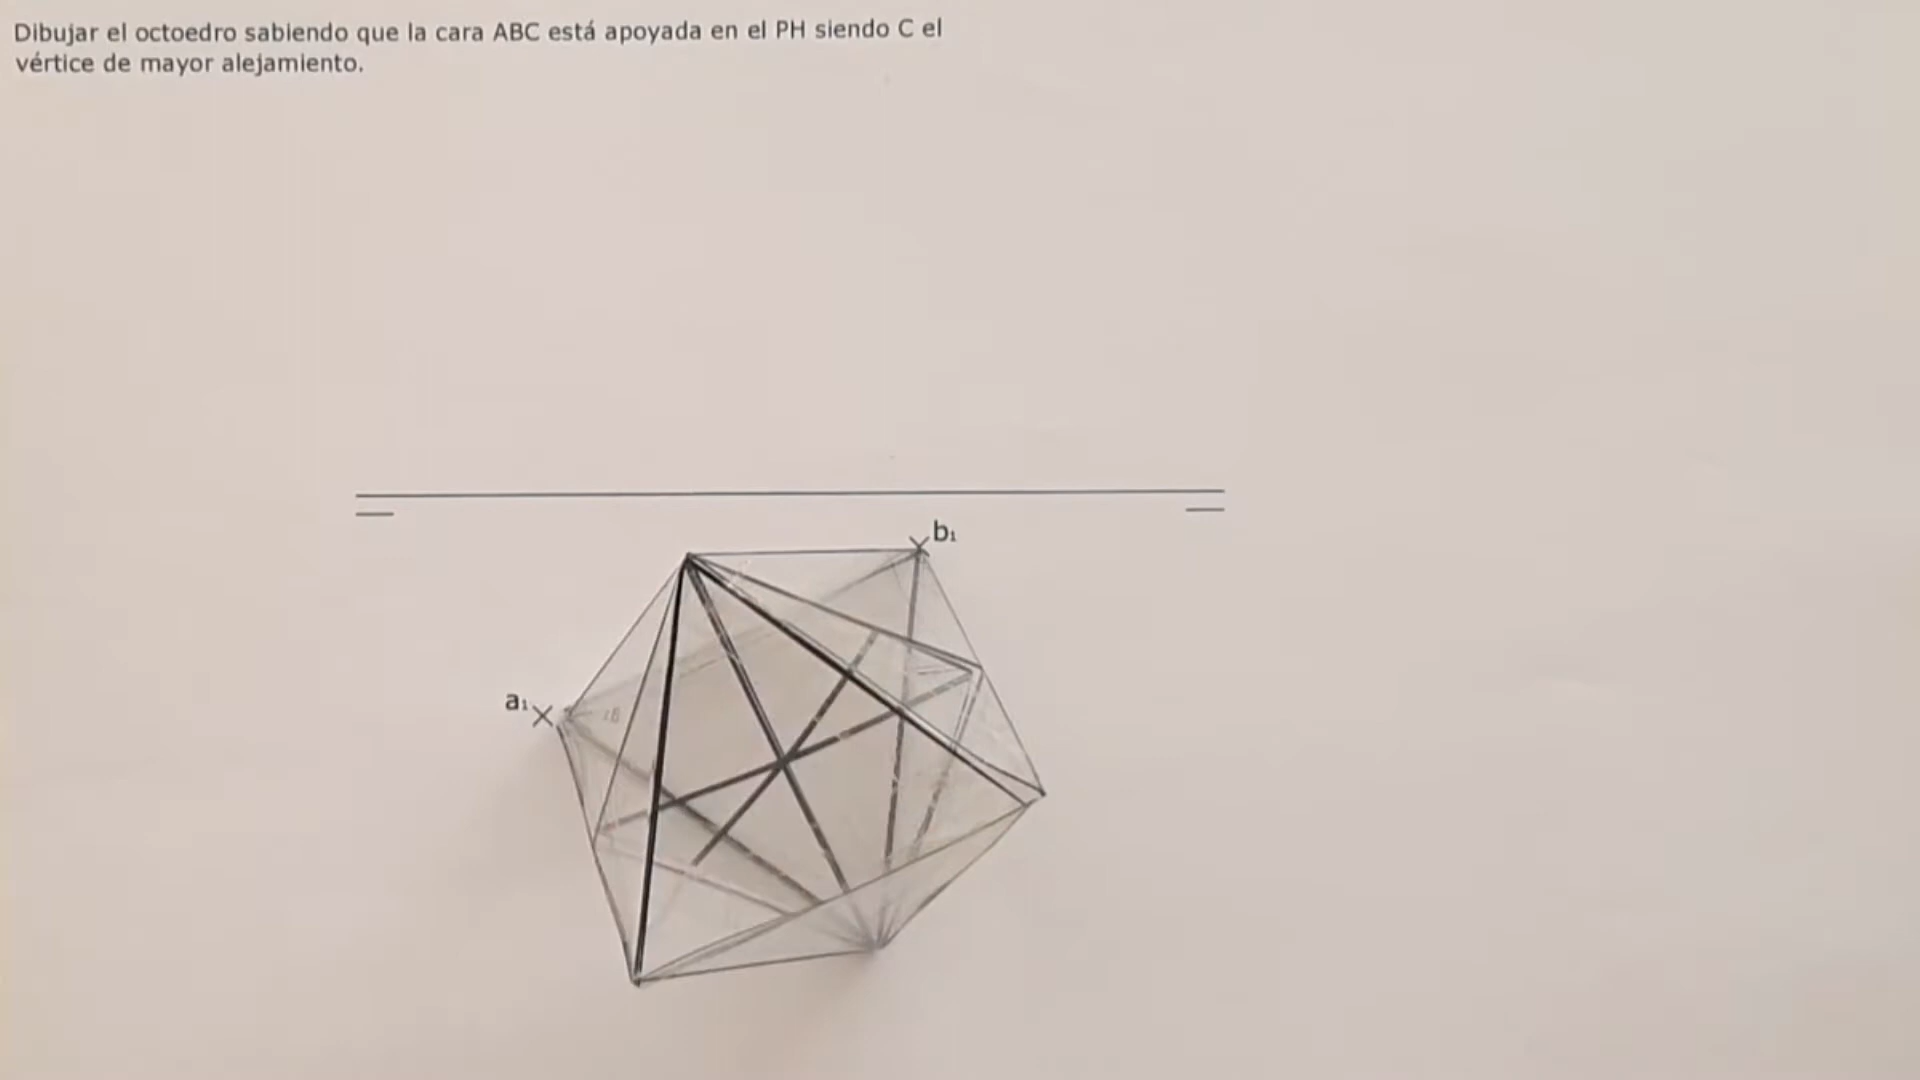 Dibujar el octoedro sabiendo que la cara ABC está apoyada en el PH siendo C el
vértice de mayor alejamiento.
b₁
a₁